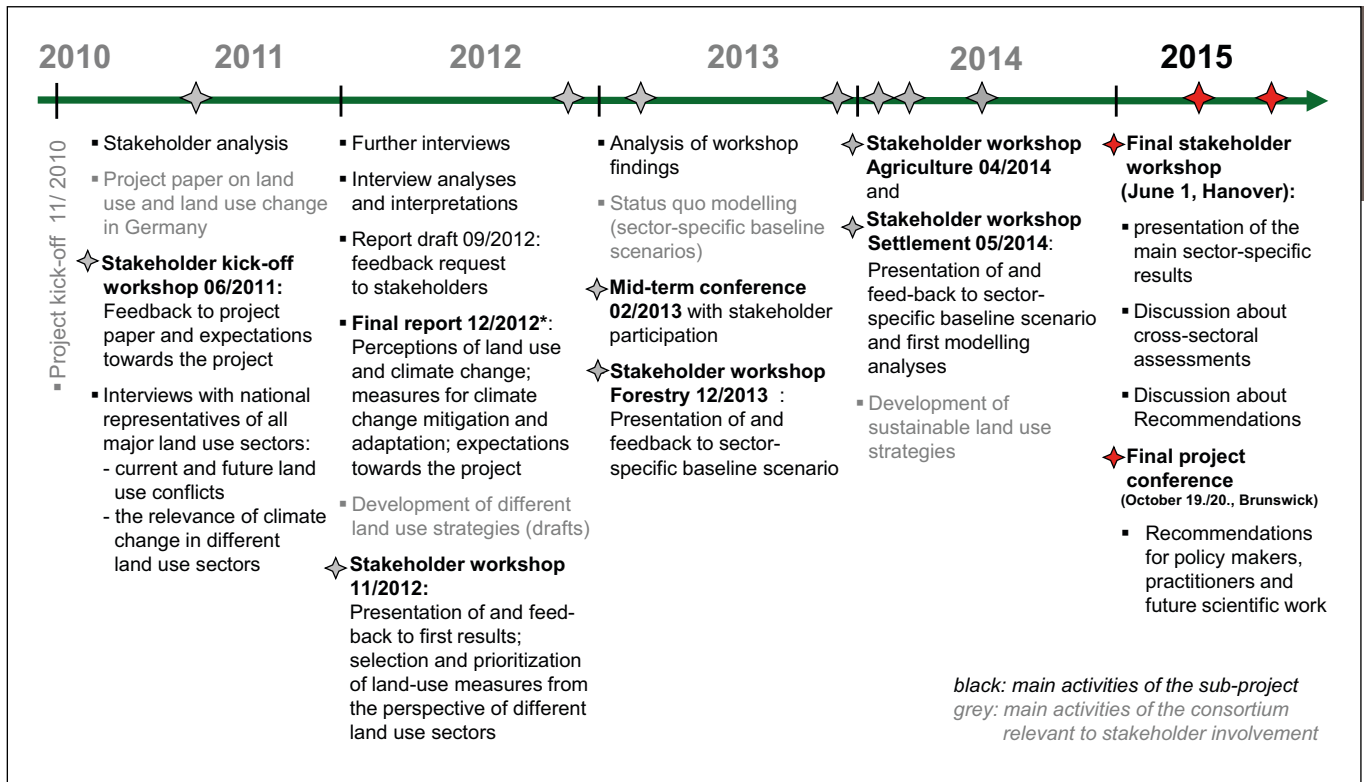 2010 2011 2012 2013 2014 2015
▪ Project kick-off 11/ 2010
▪ Stakeholder analysis
▪ Project paper on land
use and land use change
in Germany
Stakeholder kick-off
workshop 06/2011:
Feedback to project
paper and expectations
towards the project
▪ Interviews with national
representatives of all
major land use sectors:
- current and future land
use conflicts
- the relevance of climate
change in different
land use sectors
▪ Further interviews
▪ Interview analyses
and interpretations
▪ Report draft 09/2012:
feedback request
to stakeholders
▪ Final report 12/2012*:
Perceptions of land use
and climate change;
measures for climate
change mitigation and
adaptation; expectations
towards the project
▪ Development of different
land use strategies (drafts)
Stakeholder workshop
11/2012:
Presentation of and feed-
back to first results;
selection and prioritization
of land-use measures from
the perspective of different
land use sectors
▪ Analysis of workshop
findings
▪ Status quo modelling
(sector-specific baseline
scenarios)
Mid-term conference
02/2013 with stakeholder
participation
Stakeholder workshop
Forestry 12/2013 :
Presentation of and
feedback to sector-
specific baseline scenario
Stakeholder workshop
Agriculture 04/2014
and
Stakeholder workshop
Settlement 05/2014:
Presentation of and
feed-back to sector-
specific baseline scenario
and first modelling
analyses
▪ Development of
sustainable land use
strategies
Final stakeholder
workshop
(June 1, Hanover):
▪ presentation of the
main sector-specific
results
▪ Discussion about
cross-sectoral
assessments
▪ Discussion about
Recommendations
Final project
conference
(October 19./20., Brunswick)
▪ Recommendations
for policy makers,
practitioners and
future scientific work
black: main activities of the sub-project
grey: main activities of the consortium
relevant to stakeholder involvement